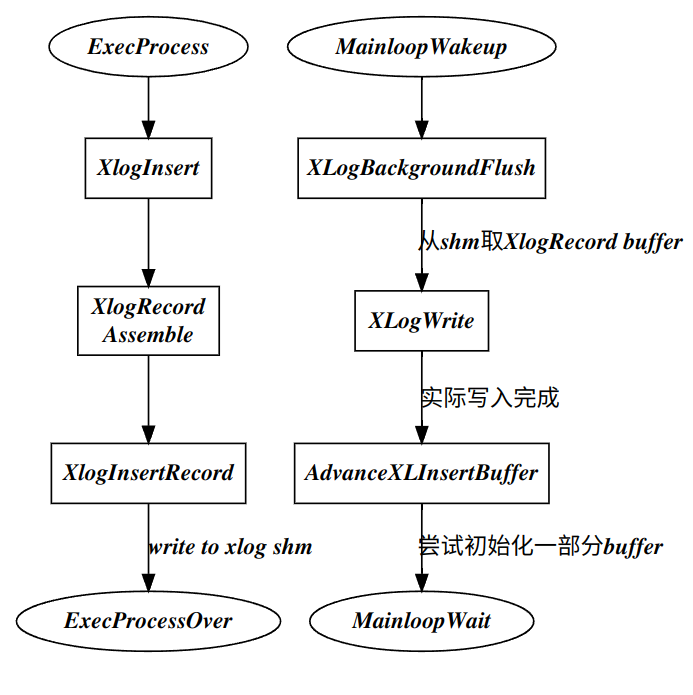 ExecProcess
XlogInsert
XlogRecord
Assemble
XlogInsertRecord
write to xlog shm
ExecProcessOver
MainloopWakeup
XLogBackgroundFlush
从shm取XlogRecord buffer
XLogWrite
实际写入完成
AdvanceXLInsertBuffer
尝试初始化一部分buffer
MainloopWait